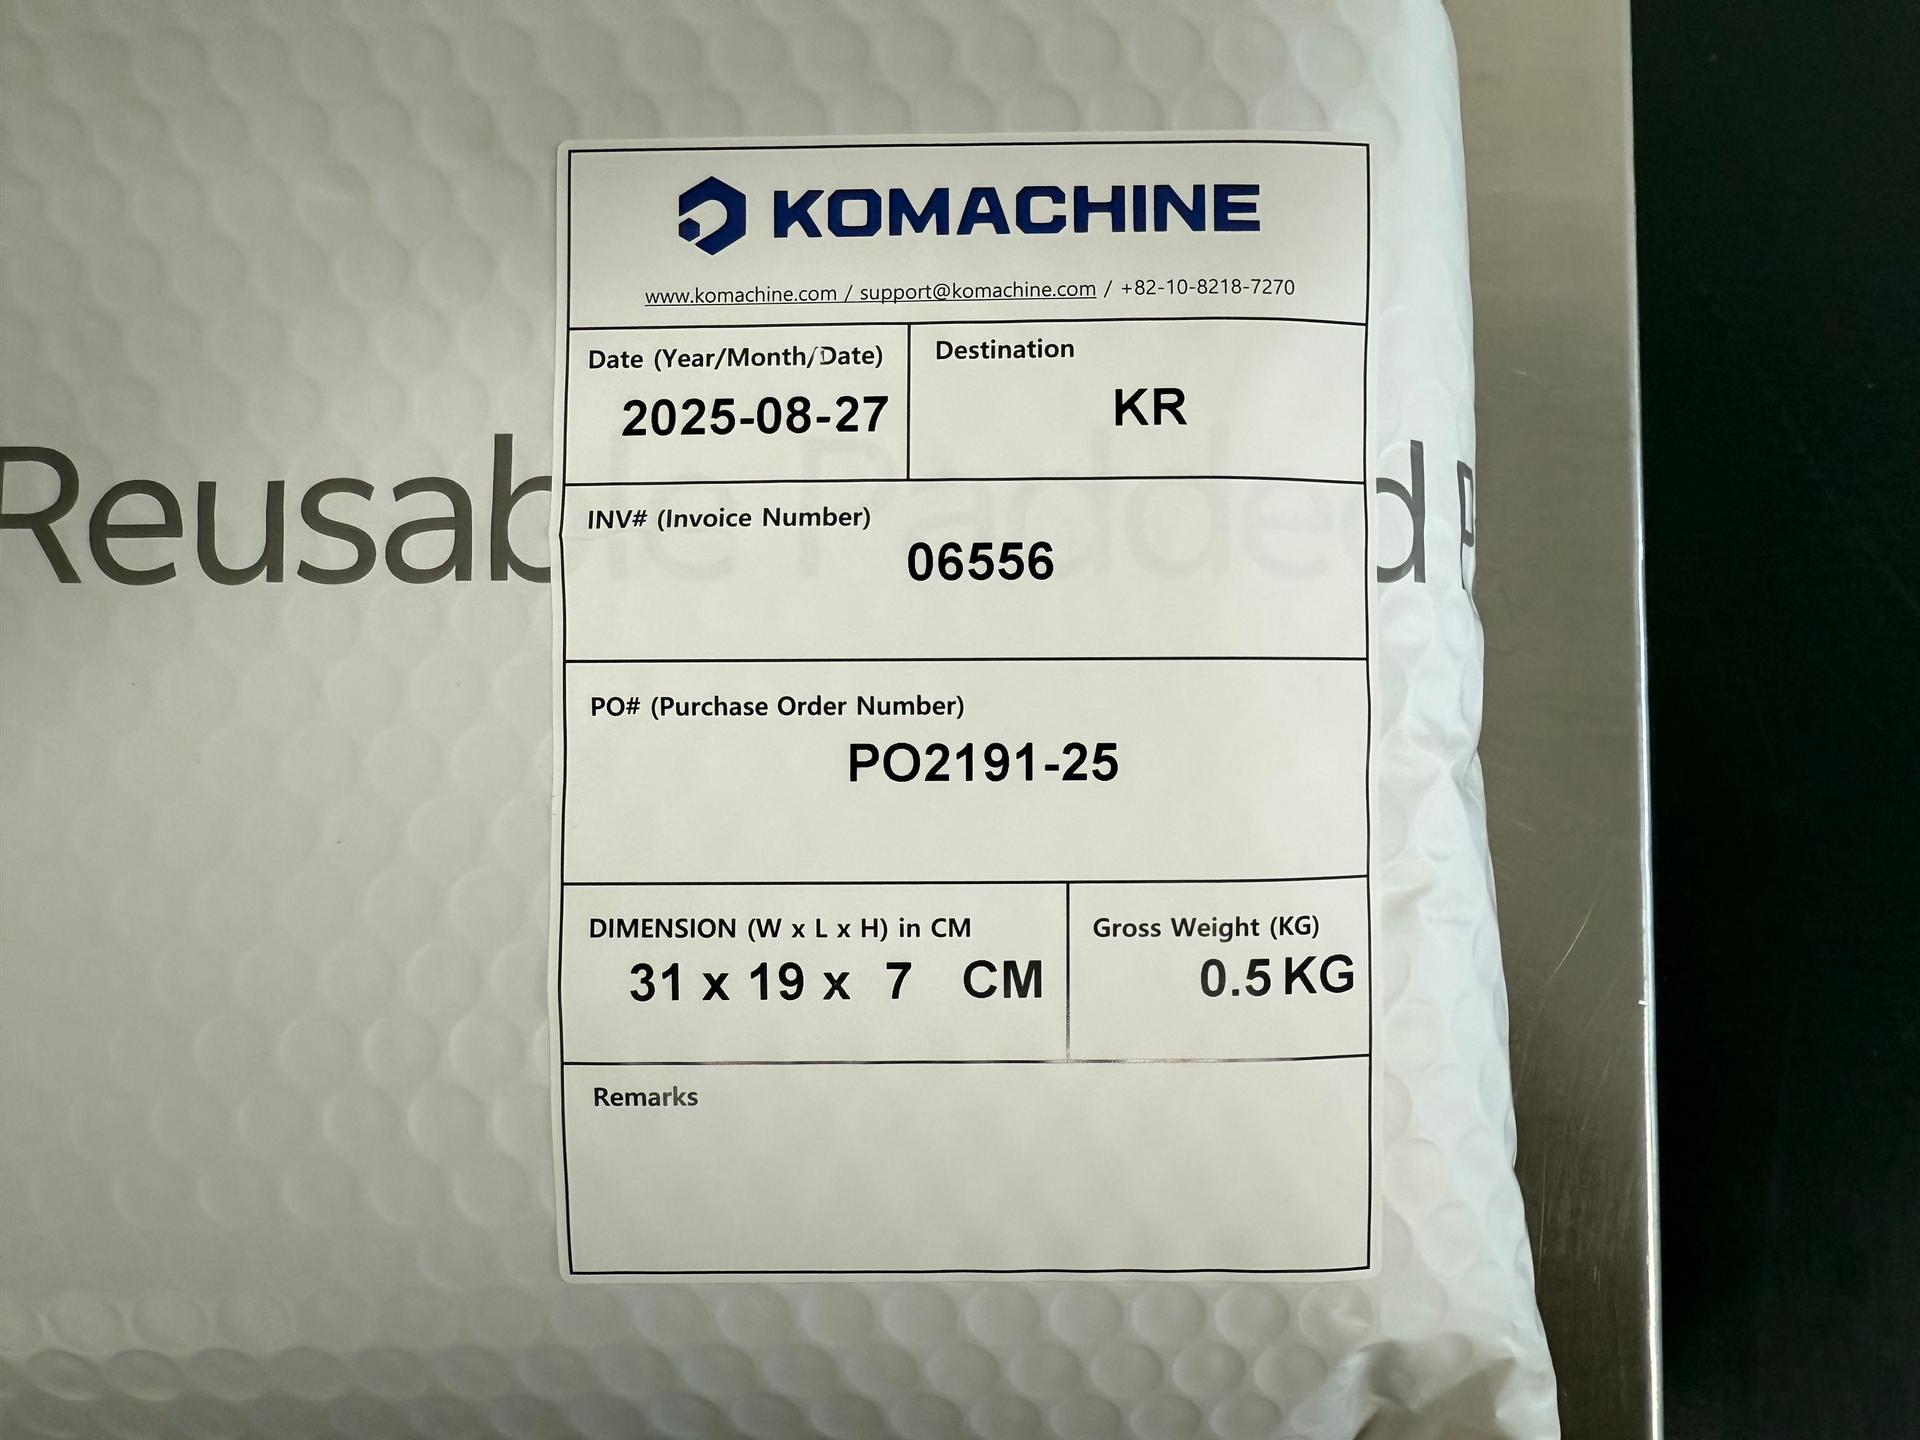 KOMACHINE
www.komachine.com / support@komachine.com / +82-10-8218-7270
Date (Year/Month/Date)
2025-08-27
Destination
KR
Reusable Padded
INV# (Invoice Number)
06556
PO# (Purchase Order Number)
PO2191-25
DIMENSION (W x L x H) in CM
31 x 19 x 7 CM
Gross Weight (KG)
0.5 KG
Remarks